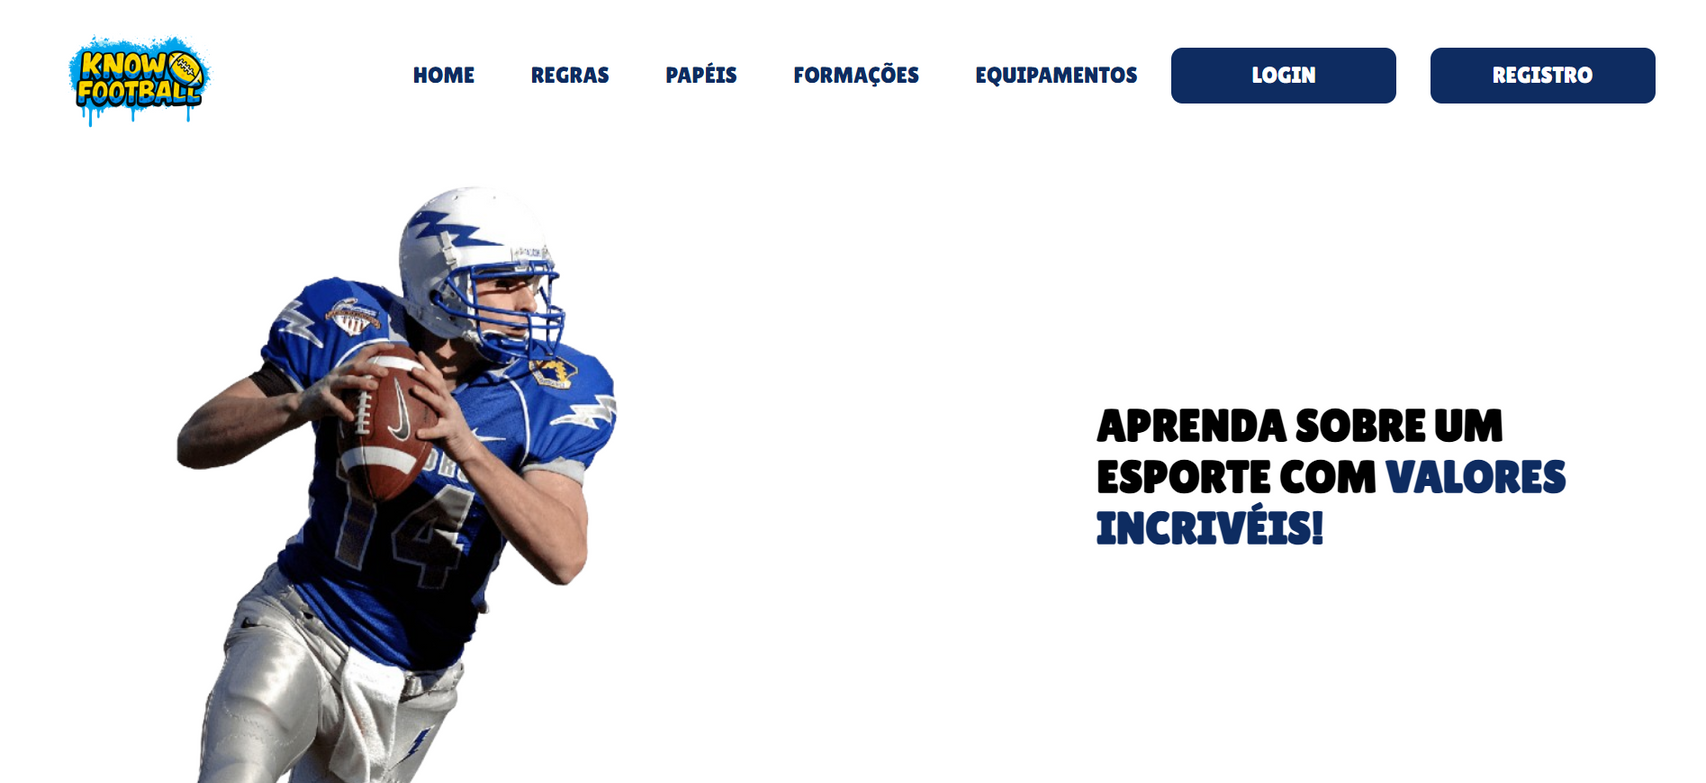 KNOW
FOOTBALL
HOME
REGRAS
PAPÉIS
FORMAÇÕES
EQUIPAMENTOS
LOGIN
REGISTRO
14
APRENDA SOBRE UM
ESPORTE COM VALORES
INCRIVÉIS!